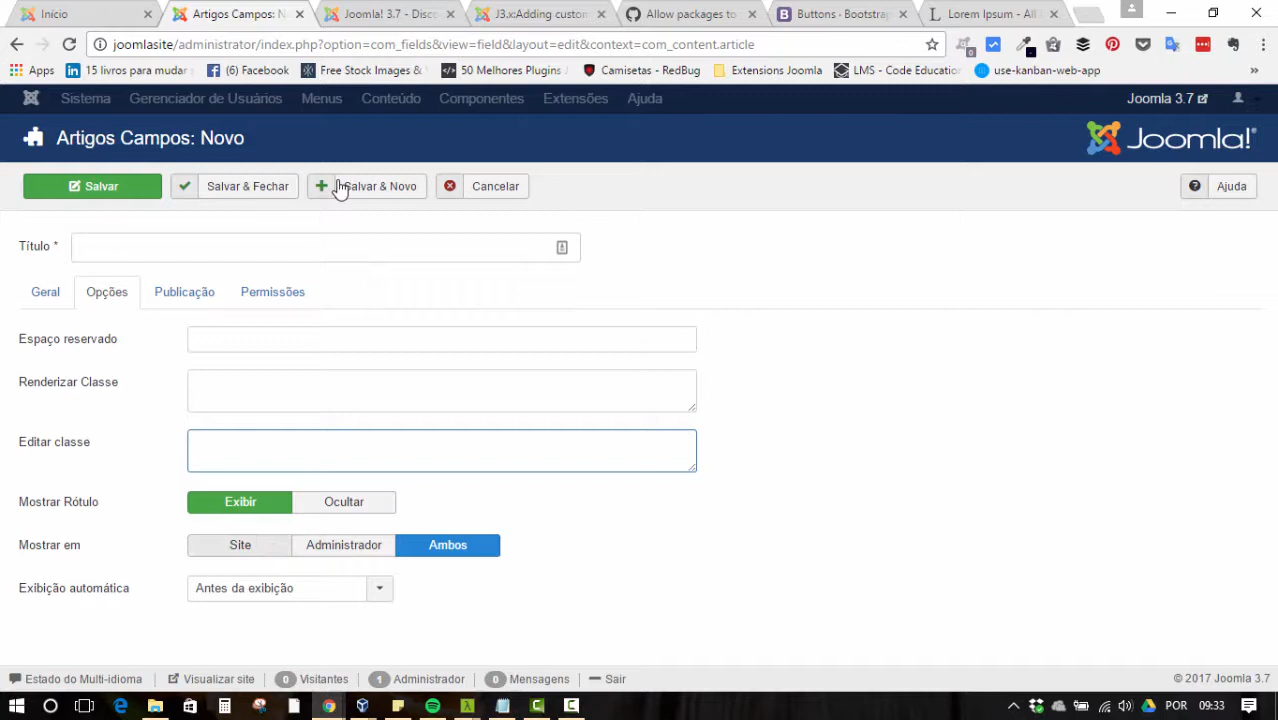 Início
Artigos Campos: N
Joomla! 3.7 - Disc
J3.x:Adding custom
Allow packages to
Buttons · Bootstrap
Lorem Ipsum - All
joomlasite/administrator/index.php?option=com_fields&view=field&layout=edit&context=com_content.article
Apps
15 livros para mudar
(6) Facebook
Free Stock Images &
50 Melhores Plugins J
Camisetas - RedBug
Extensions Joomla
LMS - Code Education
use-kanban-web-app
»
Sistema
Gerenciador de Usuários
Menus
Conteúdo
Componentes
Extensões
Ajuda
Joomla 3.7
Artigos Campos: Novo
Joomla!
Salvar
Salvar & Fechar
Salvar & Novo
Cancelar
Ajuda
Título *
Geral
Opções
Publicação
Permissões
Espaço reservado
Renderizar Classe
Editar classe
Mostrar Rótulo
Exibir
Ocultar
Mostrar em
Site
Administrador
Ambos
Exibição automática
Antes da exibição
Estado do Multi-idioma
Visualizar site
0 Visitantes
1 Administrador
0 Mensagens
Sair
© 2017 Joomla 3.7
POR
09:33